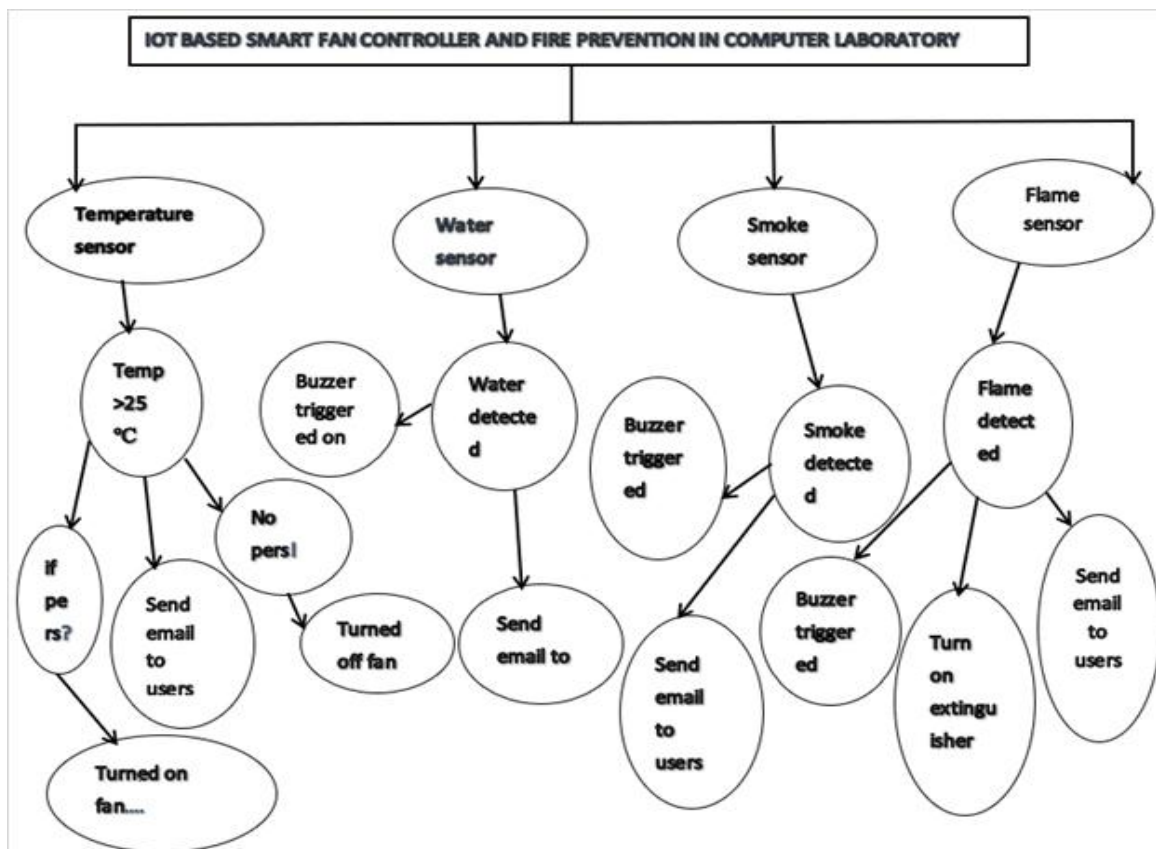 IOT BASED SMART FAN CONTROLLER AND FIRE PREVENTION IN COMPUTER LABORATORY
Temperature
sensor
Water
sensor
Smoke
sensor
Flame
sensor
Temp
>25
°C
Buzzer
trigger
ed on
Water
detecte
d
Buzzer
trigger
ed
Smoke
detecte
d
Flame
detect
ed
if
pe
rs?
Send
email
to
users
No
pers!
Turned
off fan
Send
email to
Send
email
to
users
Buzzer
trigger
ed
Turn
on
extingu
isher
Send
email
to
users
Turned on
fan....